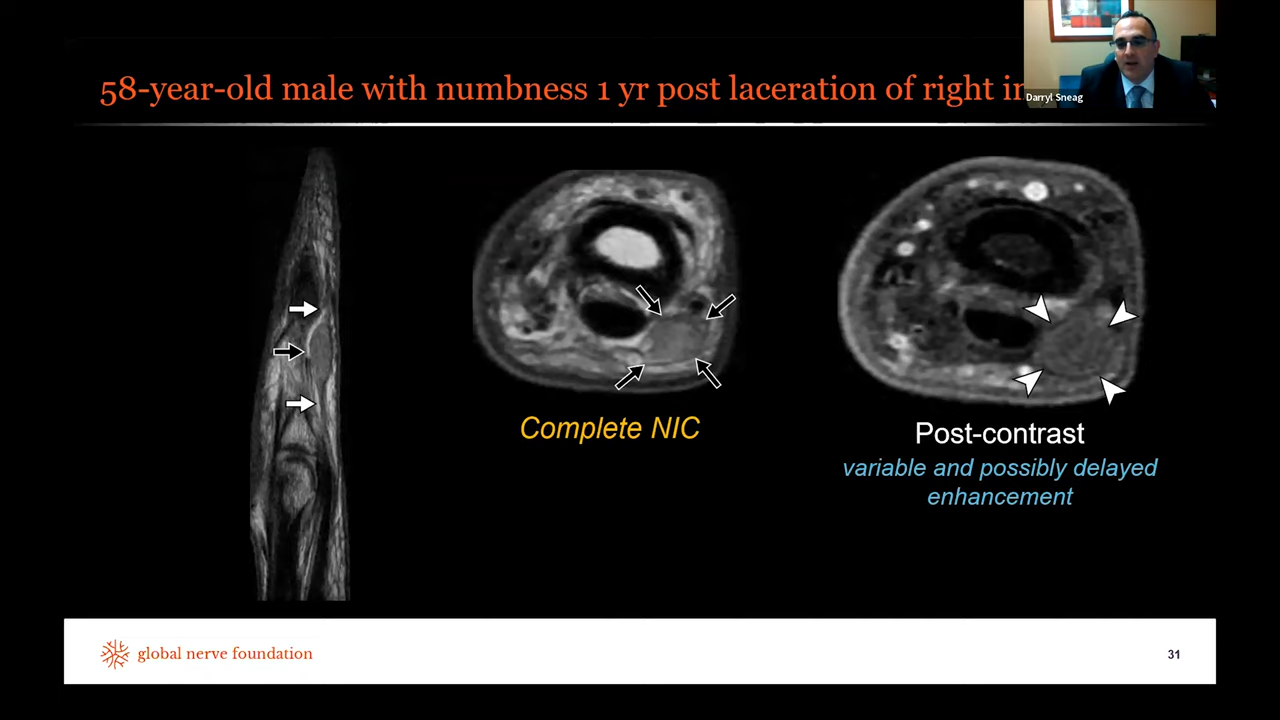 58-year-old male with numbness 1 yr post laceration of right
Darryl Sneag
Complete NIC
Post-contrast
variable and possibly delayed
enhancement
global nerve foundation
31